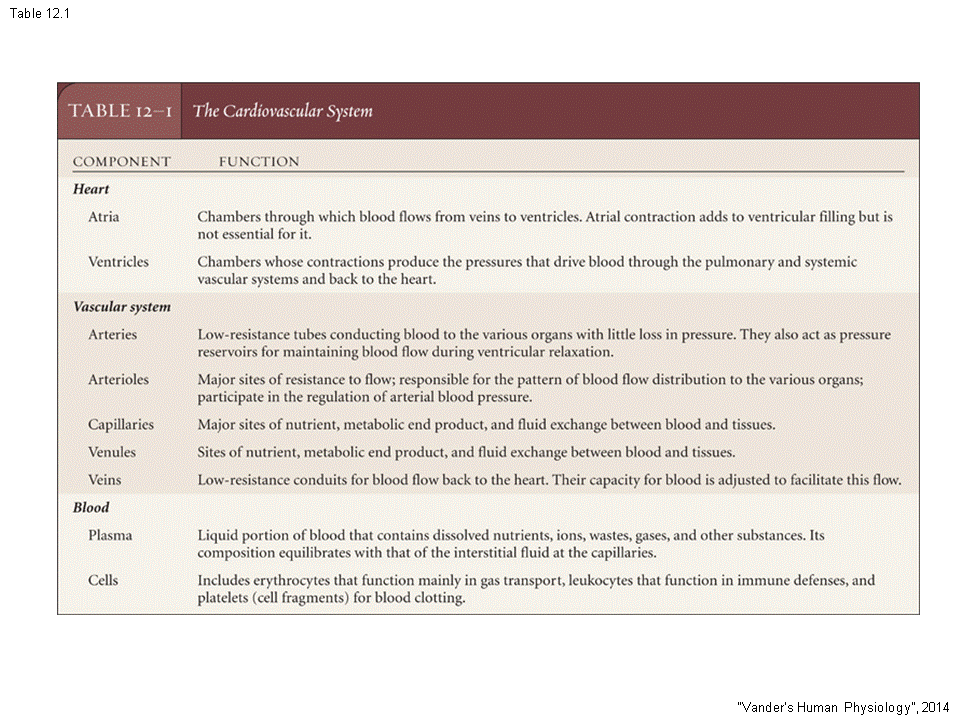 Table 12.1
TABLE 12–1 The Cardiovascular System
COMPONENT FUNCTION
Heart
Atria Chambers through which blood flows from veins to ventricles. Atrial contraction adds to ventricular filling but is
not essential for it.
Ventricles Chambers whose contractions produce the pressures that drive blood through the pulmonary and systemic
vascular systems and back to the heart.
Vascular system
Arteries Low-resistance tubes conducting blood to the various organs with little loss in pressure. They also act as pressure
reservoirs for maintaining blood flow during ventricular relaxation.
Arterioles Major sites of resistance to flow; responsible for the pattern of blood flow distribution to the various organs;
participate in the regulation of arterial blood pressure.
Capillaries Major sites of nutrient, metabolic end product, and fluid exchange between blood and tissues.
Venules Sites of nutrient, metabolic end product, and fluid exchange between blood and tissues.
Veins Low-resistance conduits for blood flow back to the heart. Their capacity for blood is adjusted to facilitate this flow.
Blood
Plasma Liquid portion of blood that contains dissolved nutrients, ions, wastes, gases, and other substances. Its
composition equilibrates with that of the interstitial fluid at the capillaries.
Cells Includes erythrocytes that function mainly in gas transport, leukocytes that function in immune defenses, and
platelets (cell fragments) for blood clotting.
"Vander's Human Physiology", 2014